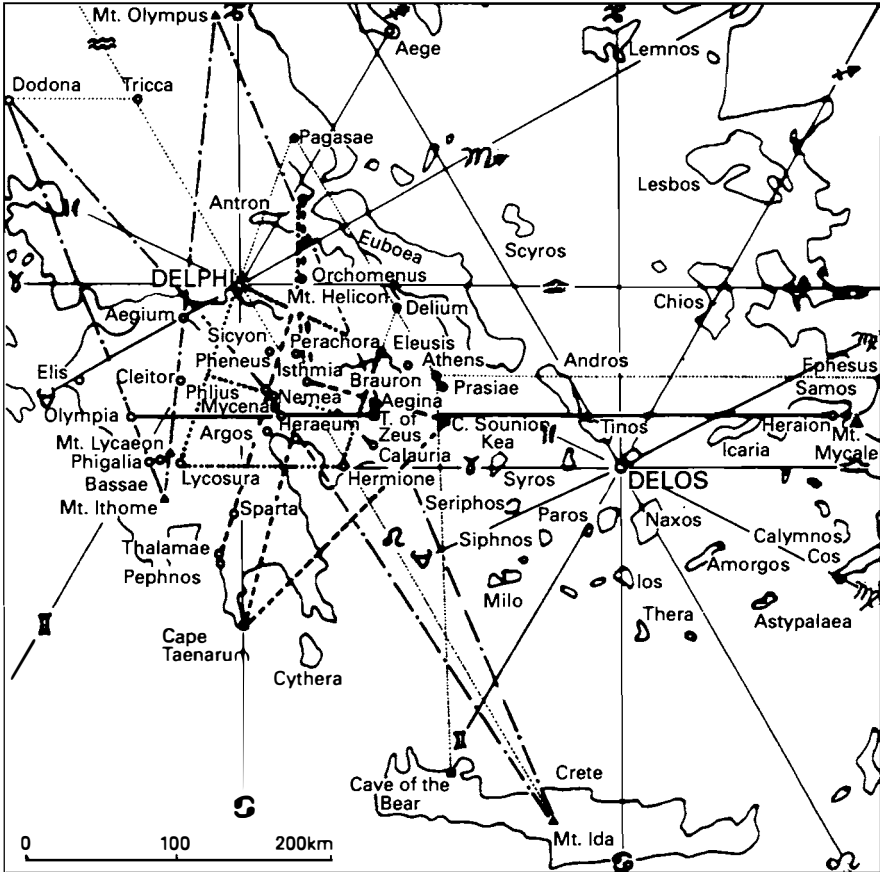 Mt. Olympus
Aege
Lemnos
Dodona
Tricca
Pagasae
Lesbos
Antron
Euboea
Scyros
DELPHI
Orchomenus
Mt. Helicon
Chios
Aegium
Delium
Sicyon
Perachora
Eleusis
Pheneus
Isthmia
Athens
Andros
Ephesus
Elis
Cleitor
Brauron
Prasiae
Samos
Phlius
Nemea
Aegina
Mycena
Olympia
Heraeum
T. of
Zeus
C. Sounion
Tinos
Heraion
Mt.
Mycale
Argos
Kea
Icaria
Mt. Lycaeon
Calauria
Phigalia
Bassae
Lycosura
Hermione
Syros
DELOS
Mt. Ithome
Sparta
Seriphos
Paros
Naxos
Calymnos
Cos
Siphnos
Thalamae
Pephnos
Amorgos
Milo
Ios
Astypalaea
Thera
Cape
Taenarum
Cythera
Cave of the
Bear
Crete
Mt. Ida
0 100 200km